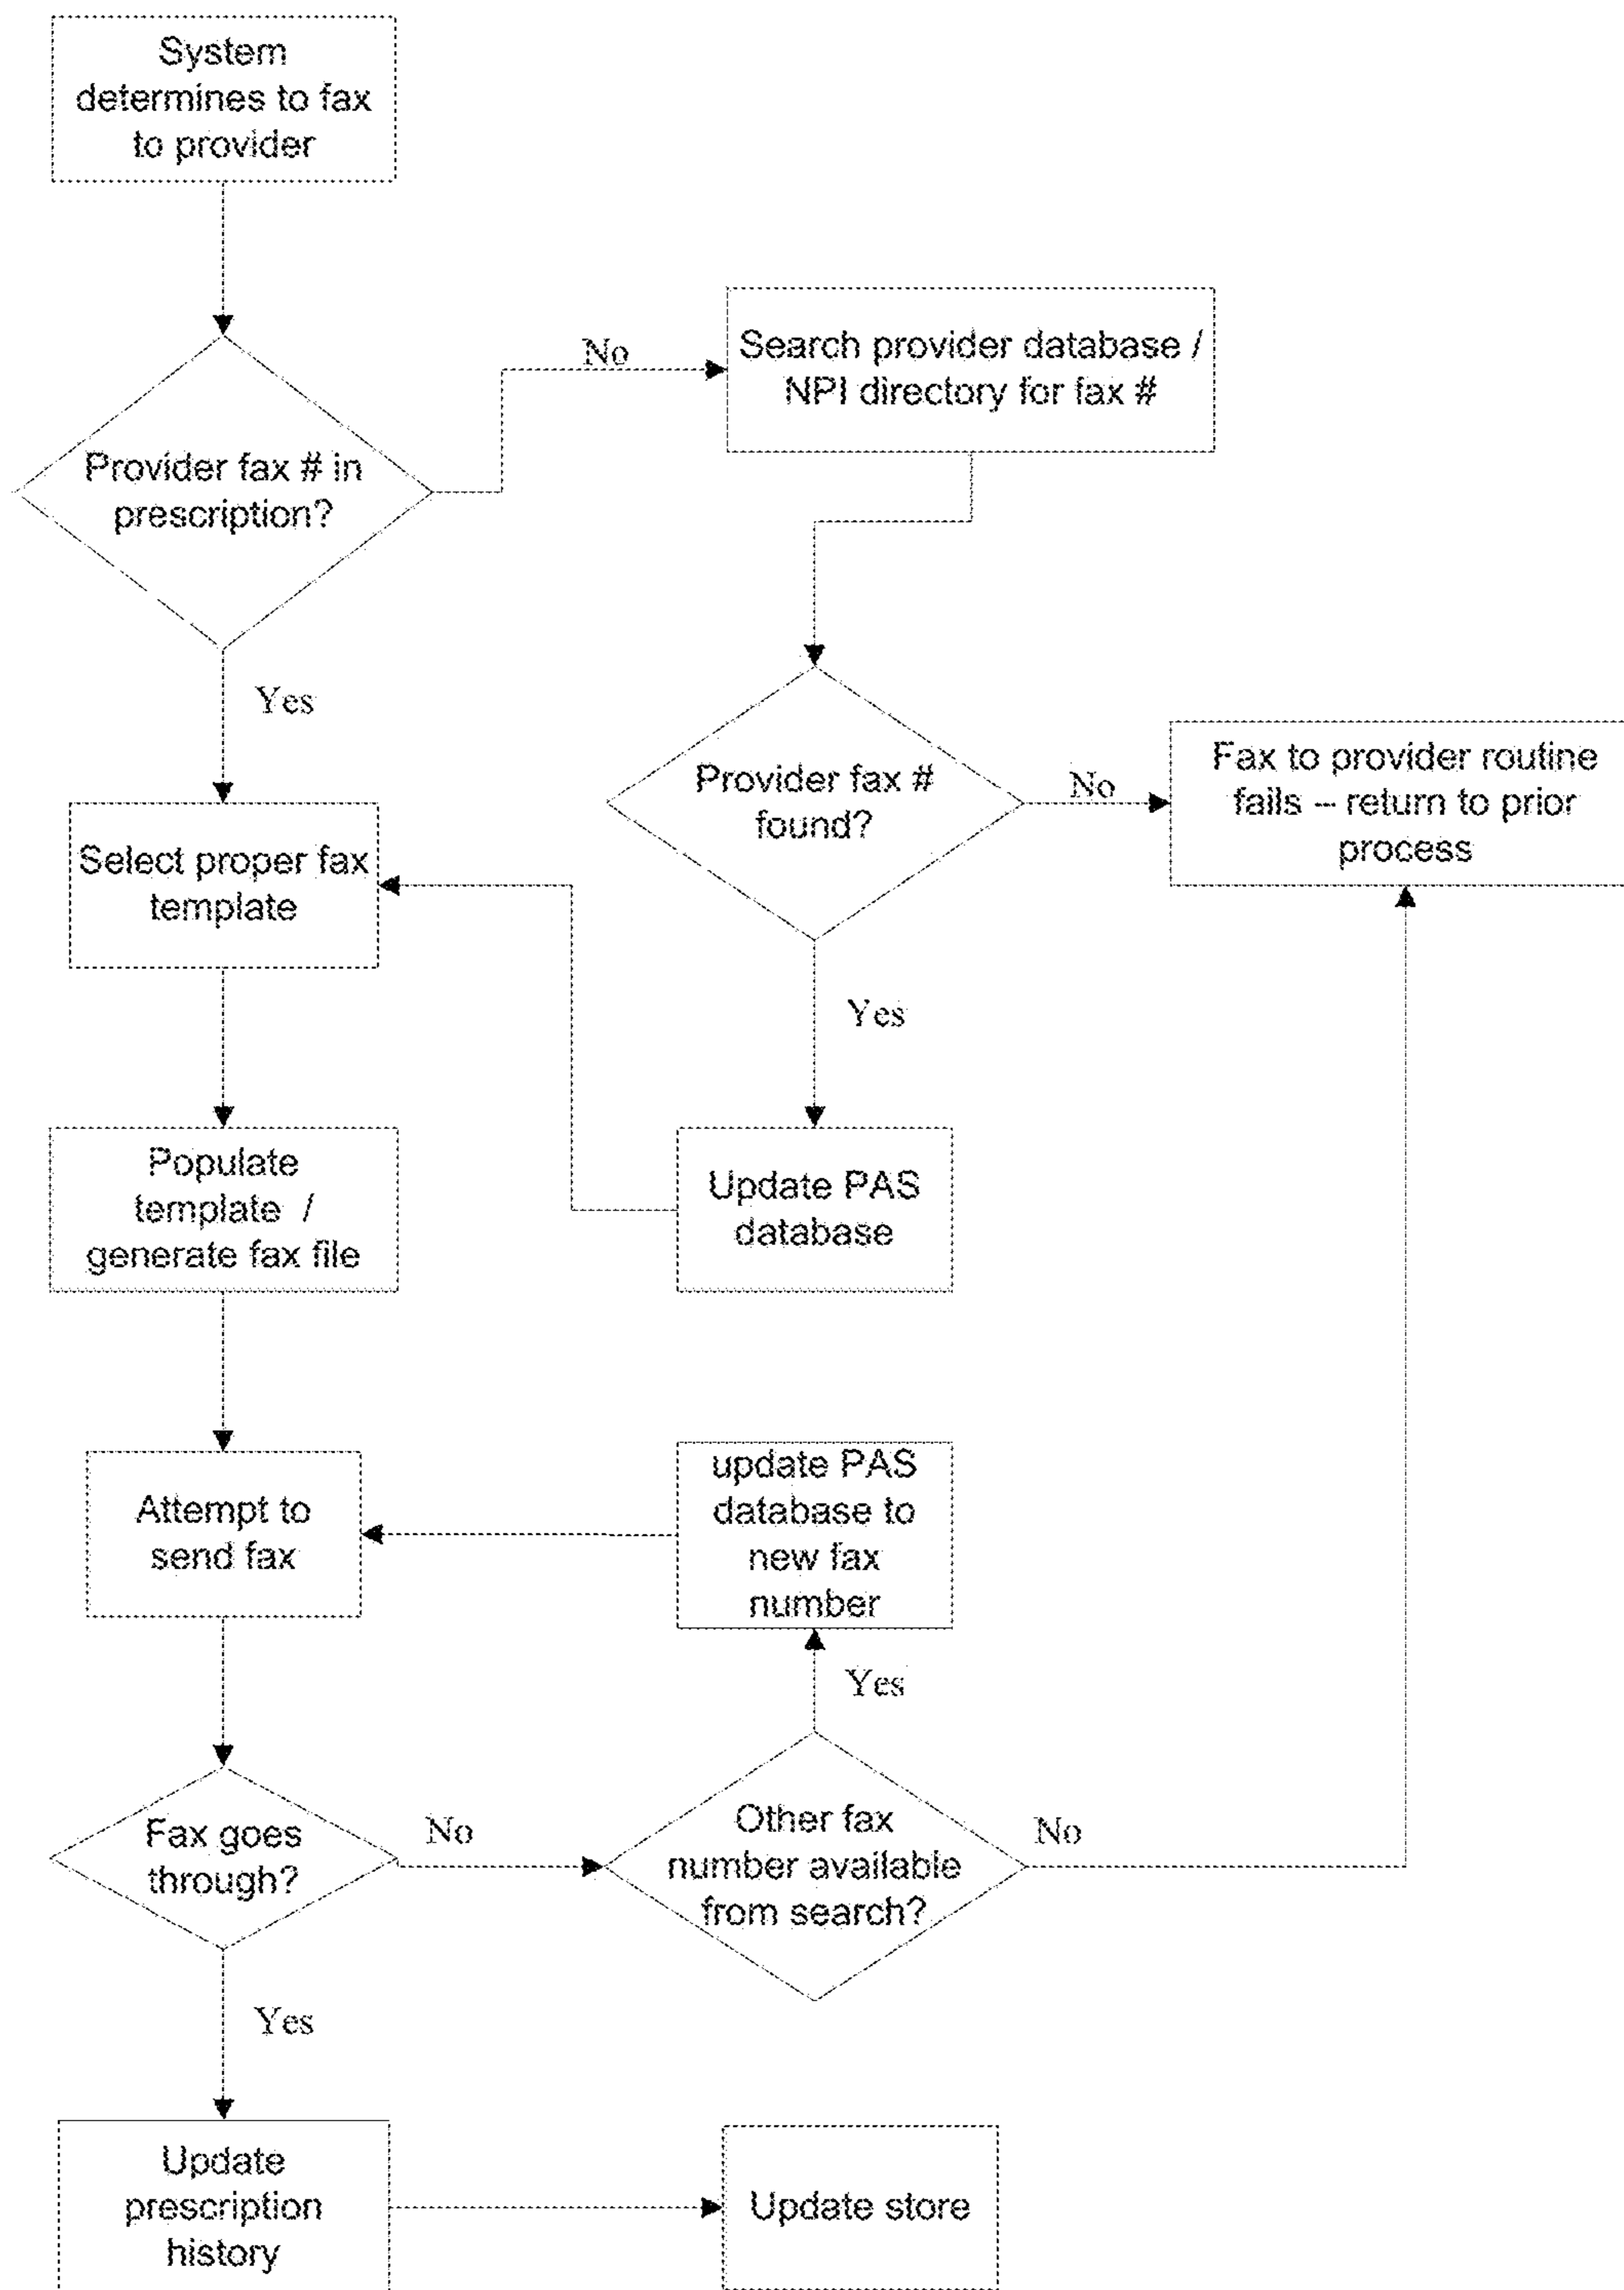 System
determines to fax
to provider
No
Search provider database /
NPI directory for fax #
Provider fax # in
prescription?
Yes
Provider fax #
found?
No
Fax to provider routine
fails -- return to prior
process
Select proper fax
template
Yes
Populate
template /
generate fax file
Update PAS
database
Attempt to
send fax
update PAS
database to
new fax
number
Yes
Fax goes
through?
No
Other fax
number available
from search?
No
Yes
Update
prescription
history
Update store